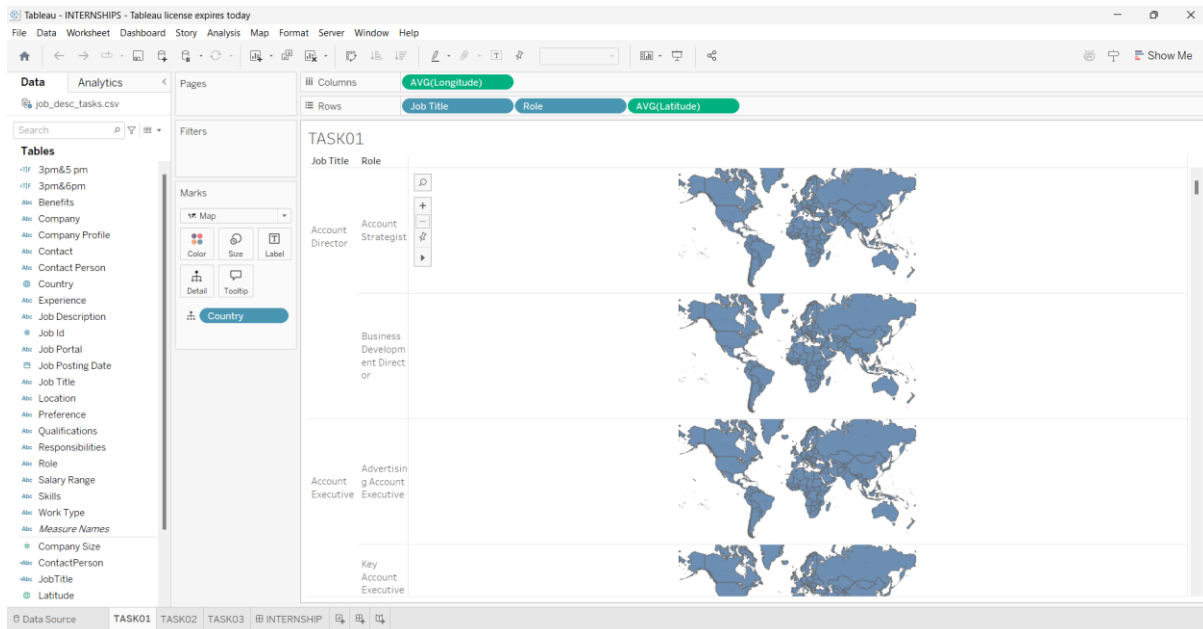 Tableau - INTERNSHIPS - Tableau license expires today
File Data Worksheet Dashboard Story Analysis Map Format Server Window Help
Show Me
Data Analytics
Pages
Columns
AVG(Longitude)
job_desc_tasks.csv
Rows
Job Title
Role
AVG(Latitude)
Search
Filters
TASK01
Tables
Job Title Role
3pm&5 pm
3pm&6pm
Benefits
Company
Company Profile
Contact
Contact Person
Country
Experience
Job Description
Job Id
Job Portal
Job Posting Date
Job Title
Location
Preference
Qualifications
Responsibilities
Role
Salary Range
Skills
Work Type
Measure Names
Company Size
ContactPerson
JobTitle
Latitude
Marks
Map
Color Size Label
Detail Tooltip
Country
Account
Director
Account
Strategist
Business
Developm
ent Direct
or
Account
Executive
Advertisin
g Account
Executive
Key
Account
Executive
Data Source TASK01 TASK02 TASK03 INTERNSHIP